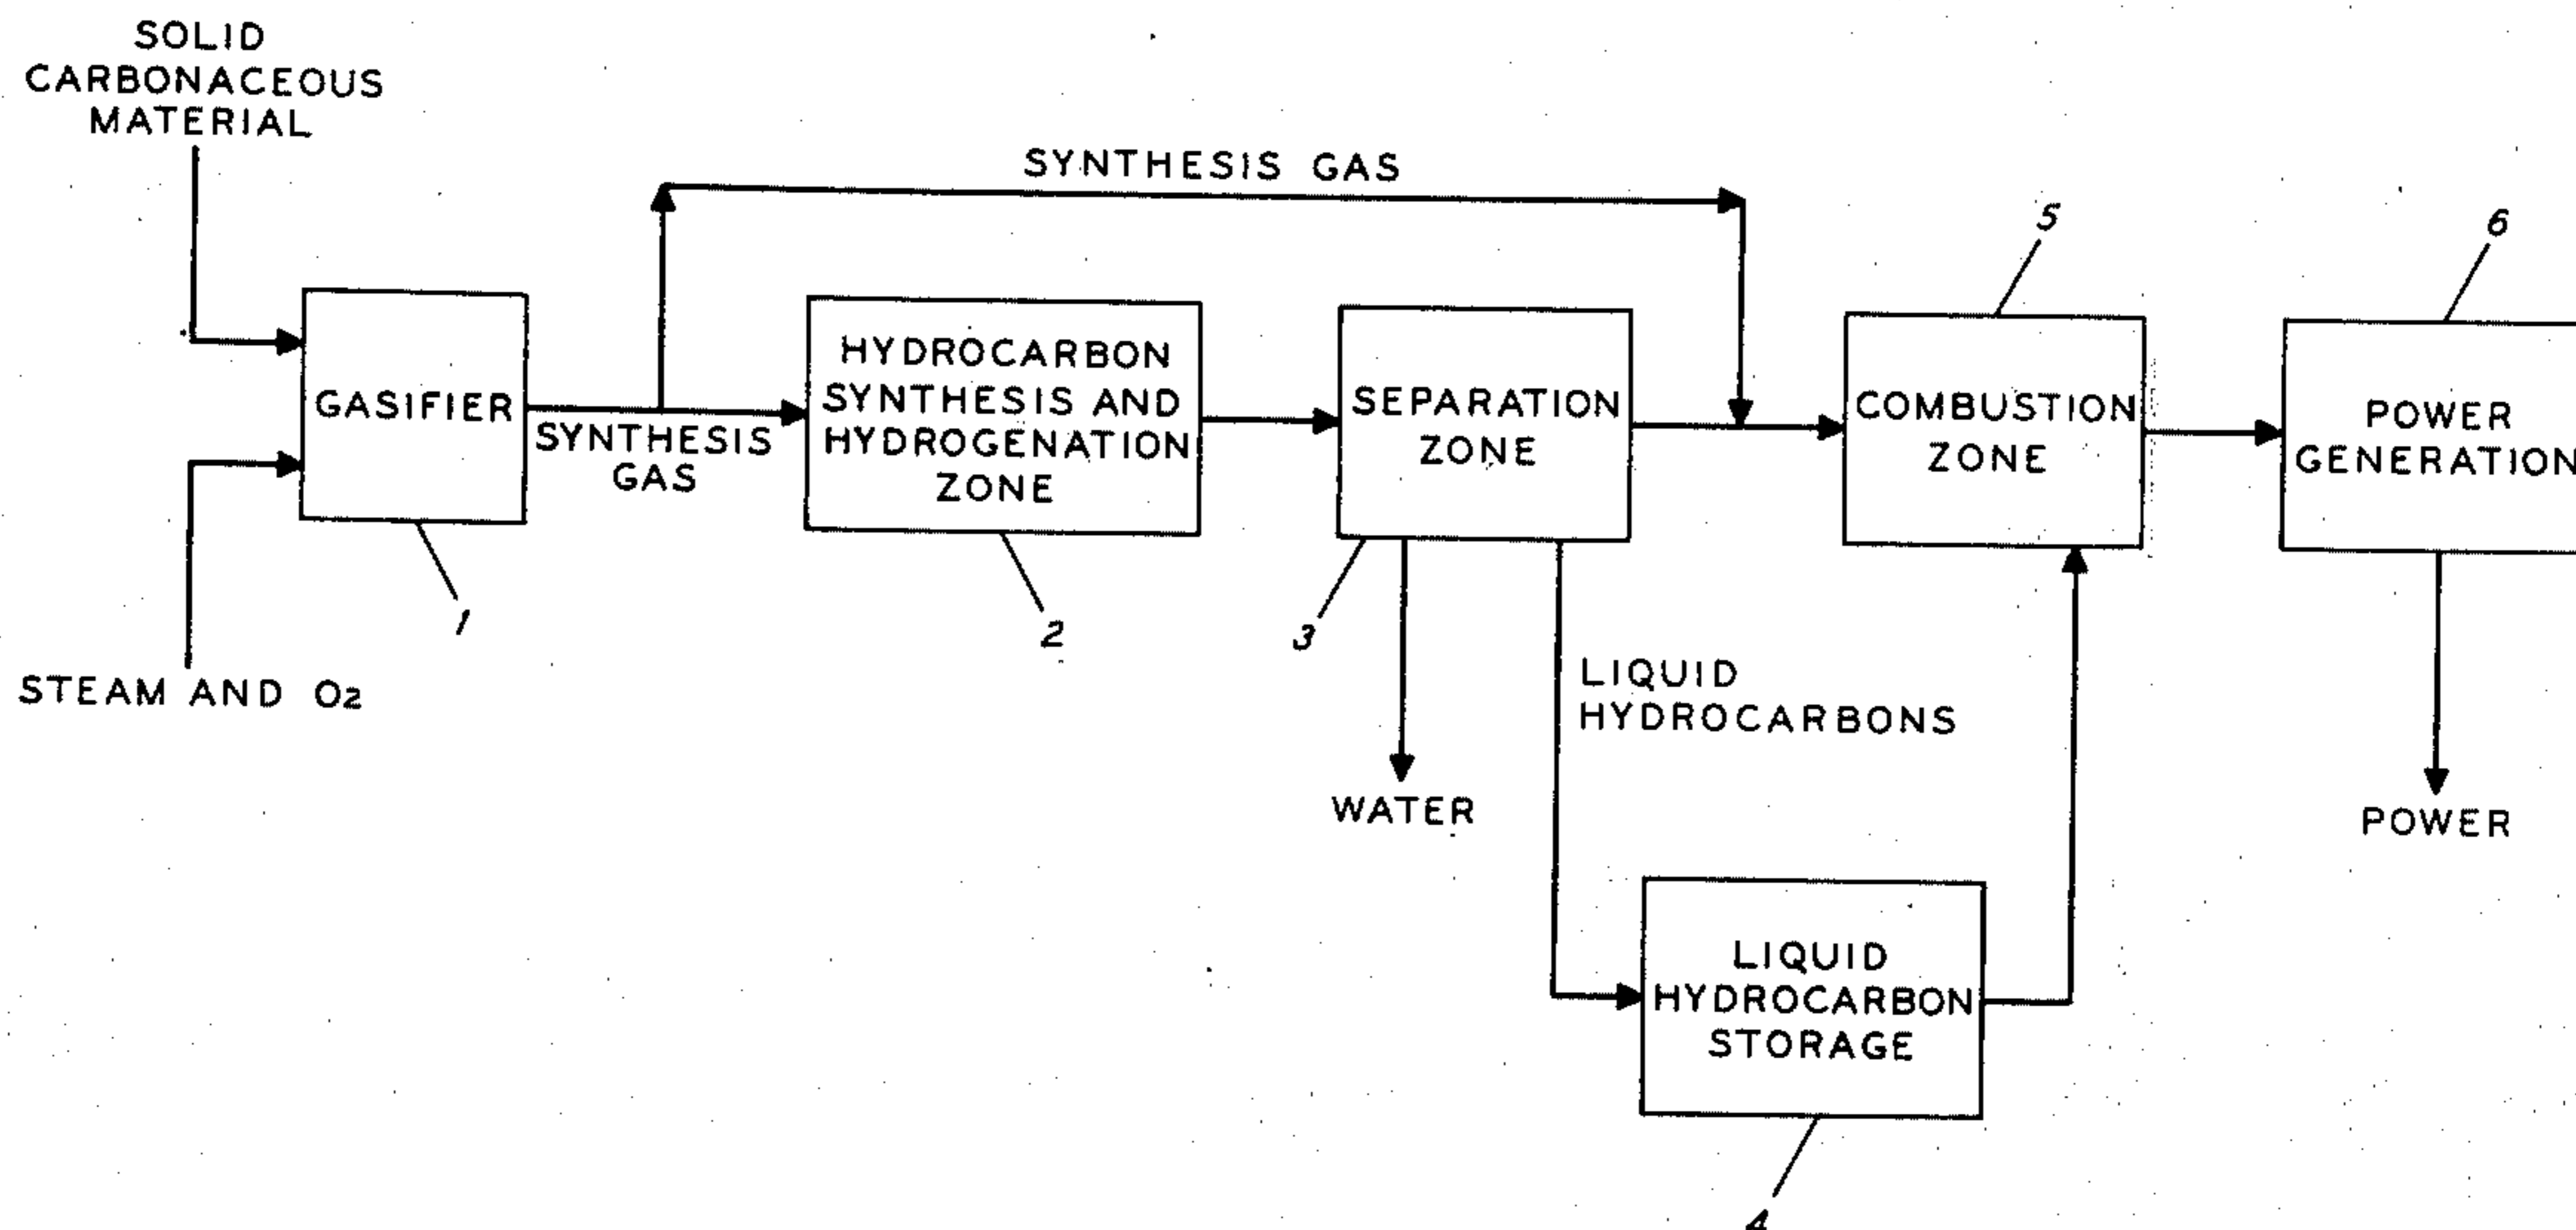 SOLID
CARBONACEOUS
MATERIAL
SYNTHESIS GAS
5
6
GASIFIER
SYNTHESIS
GAS
HYDROCARBON
SYNTHESIS AND
HYDROGENATION
ZONE
SEPARATION
ZONE
COMBUSTION
ZONE
POWER
GENERATION
1
2
3
STEAM AND O2
LIQUID
HYDROCARBONS
WATER
POWER
LIQUID
HYDROCARBON
STORAGE
4